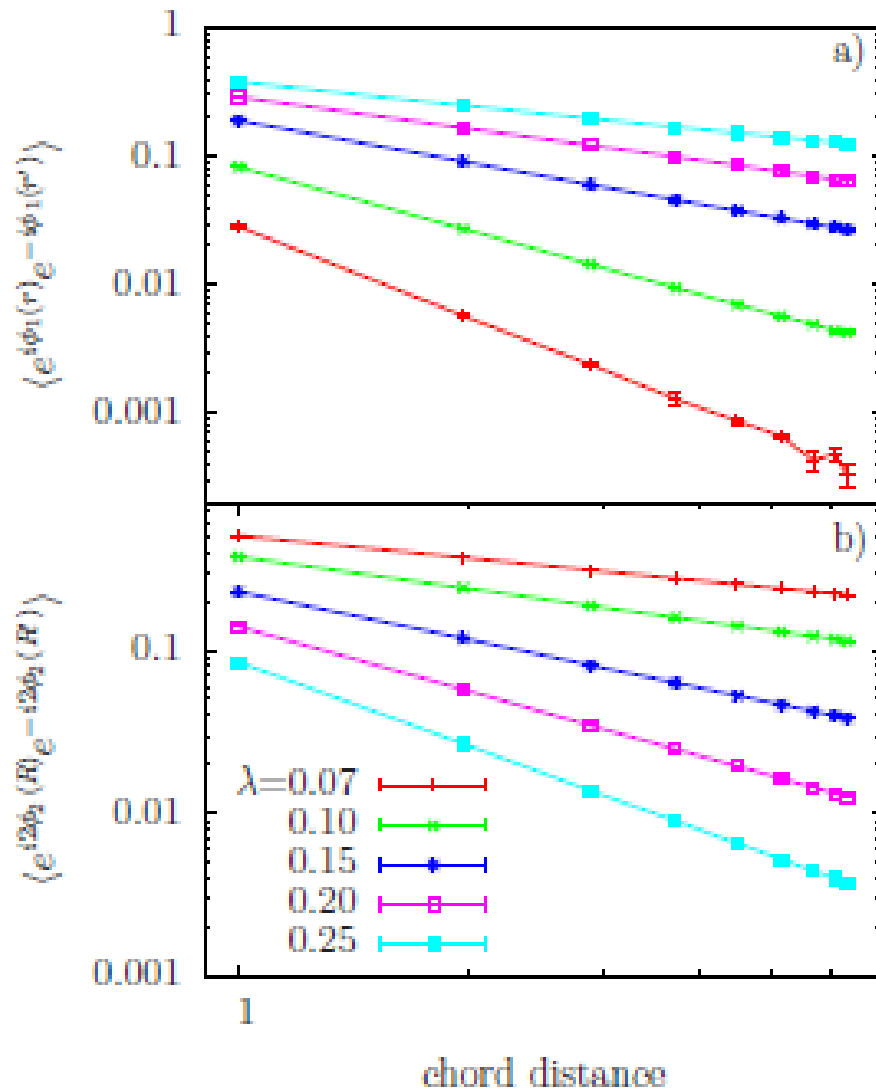 1
a)
0.1
0.01
0.001
⟨e^{iϕ₁(r)}e^{−iϕ₁(r′)}⟩
b)
0.1
0.01
0.001
⟨e^{i2ϕ₂(R)}e^{−i2ϕ₂(R′)}⟩
λ=0.07
0.10
0.15
0.20
0.25
1
chord distance